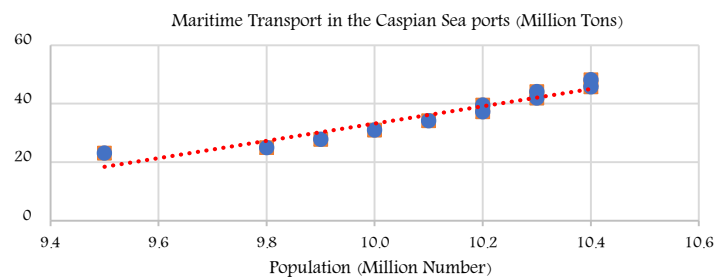 Maritime Transport in the Caspian Sea ports (Million Tons)
60
40
20
0
9.4 9.6 9.8 10.0 10.2 10.4 10.6
Population (Million Number)